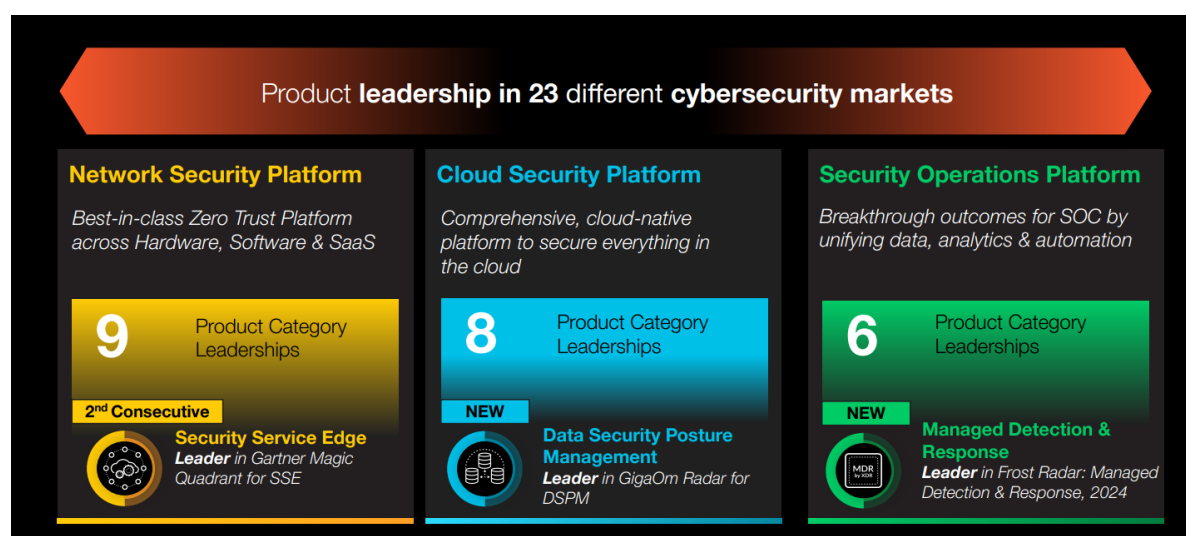 Product leadership in 23 different cybersecurity markets
Network Security Platform
Best-in-class Zero Trust Platform
across Hardware, Software & SaaS
9
Product Category
Leaderships
2nd Consecutive
Security Service Edge
Leader in Gartner Magic
Quadrant for SSE
Cloud Security Platform
Comprehensive, cloud-native
platform to secure everything in
the cloud
8
Product Category
Leaderships
NEW
Data Security Posture
Management
Leader in GigaOm Radar for
DSPM
Security Operations Platform
Breakthrough outcomes for SOC by
unifying data, analytics & automation
6
Product Category
Leaderships
NEW
MDR
by XDR
Managed Detection &
Response
Leader in Frost Radar: Managed
Detection & Response, 2024